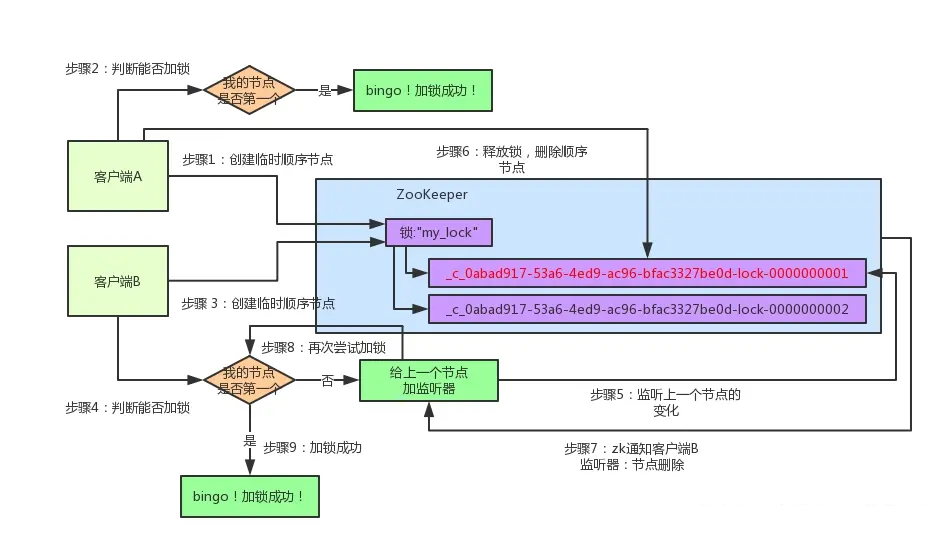 步骤2：判断能否加锁
我的节点
是否第一个
是
bingo！加锁成功！
步骤6：释放锁，删除顺序
节点
步骤1：创建临时顺序节点
客户端A
ZooKeeper
锁:"my_lock"
客户端B
_c_0abad917-53a6-4ed9-ac96-bfac3327be0d-lock-0000000001
步骤 3：创建临时顺序节点
_c_0abad917-53a6-4ed9-ac96-bfac3327be0d-lock-0000000002
步骤8：再次尝试加锁
我的节点
是否第一个
否
给上一个节点
加监听器
步骤5：监听上一个节点的
变化
步骤4：判断能否加锁
是
步骤9：加锁成功
步骤7：zk通知客户端B
监听器：节点删除
bingo！加锁成功！